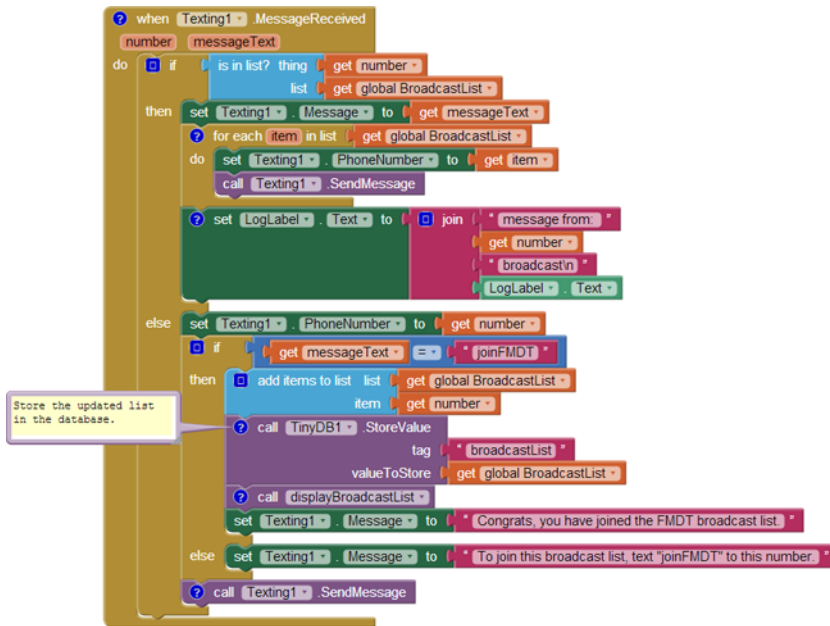 when Texting1 .MessageReceived
number messageText
do if is in list? thing get number
list get global BroadcastList
then set Texting1 . Message to get messageText
for each item in list get global BroadcastList
do set Texting1 . PhoneNumber to get item
call Texting1 .SendMessage
set LogLabel . Text to join " message from: "
get number
" broadcast\n "
LogLabel . Text
else set Texting1 . PhoneNumber to get number
if get messageText = " joinFMDT "
then add items to list list get global BroadcastList
item get number
Store the updated list
in the database.
call TinyDB1 .StoreValue
tag " broadcastList "
valueToStore get global BroadcastList
call displayBroadcastList
set Texting1 . Message to " Congrats, you have joined the FMDT broadcast list. "
else set Texting1 . Message to " To join this broadcast list, text "joinFMDT" to this number. "
call Texting1 .SendMessage